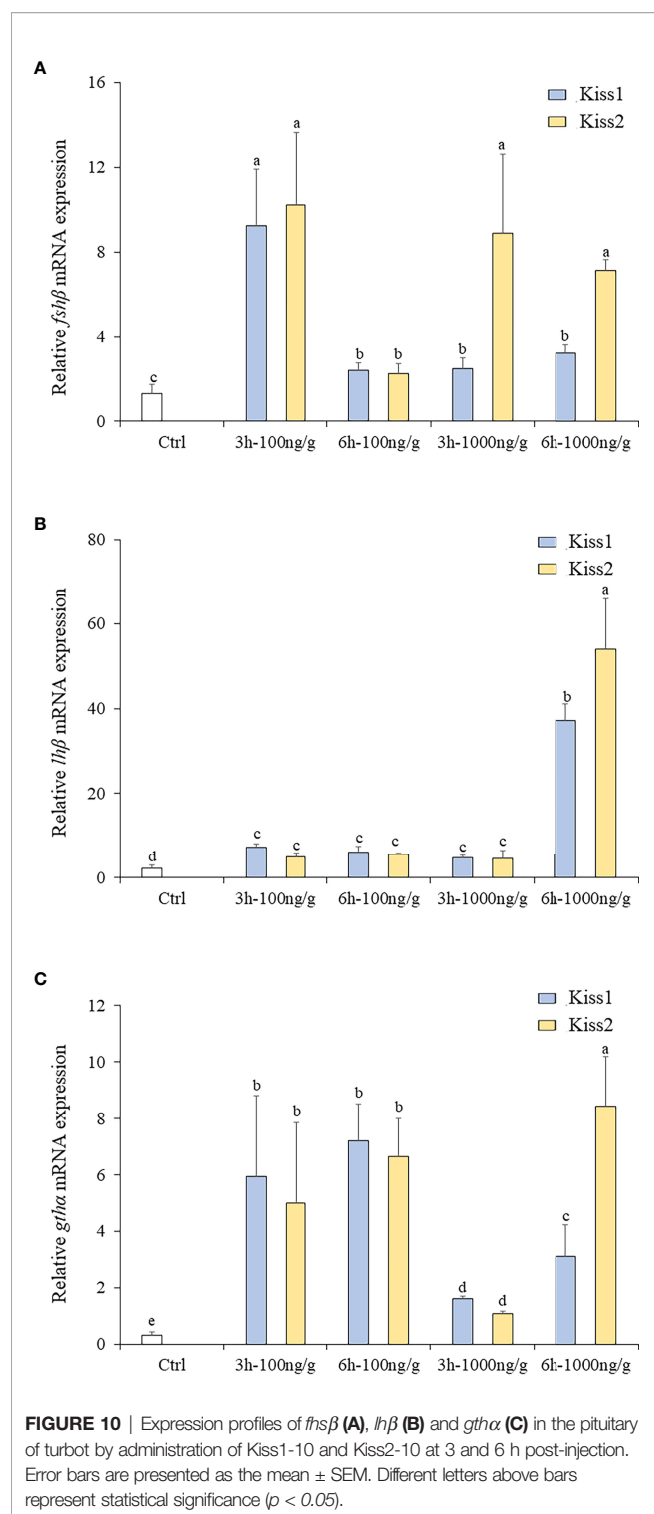 A
16
12
8
4
0
Relative fshβ mRNA expression
Kiss1
Kiss2
c
a
a
b
b
b
a
b
a
Ctrl
3h-100ng/g
6h-100ng/g
3h-1000ng/g
6h-1000ng/g
B
80
60
40
20
0
Relative lhβ mRNA expression
Kiss1
Kiss2
d
c
c
c
c
c
c
b
a
Ctrl
3h-100ng/g
6h-100ng/g
3h-1000ng/g
6h-1000ng/g
C
12
10
8
6
4
2
0
Relative gthα mRNA expression
Kiss1
Kiss2
e
b
b
b
b
d
d
c
a
Ctrl
3h-100ng/g
6h-100ng/g
3h-1000ng/g
6h-1000ng/g
FIGURE 10 | Expression profiles of fhsβ (A), lhβ (B) and gthα (C) in the pituitary
of turbot by administration of Kiss1-10 and Kiss2-10 at 3 and 6 h post-injection.
Error bars are presented as the mean ± SEM. Different letters above bars
represent statistical significance (p < 0.05).